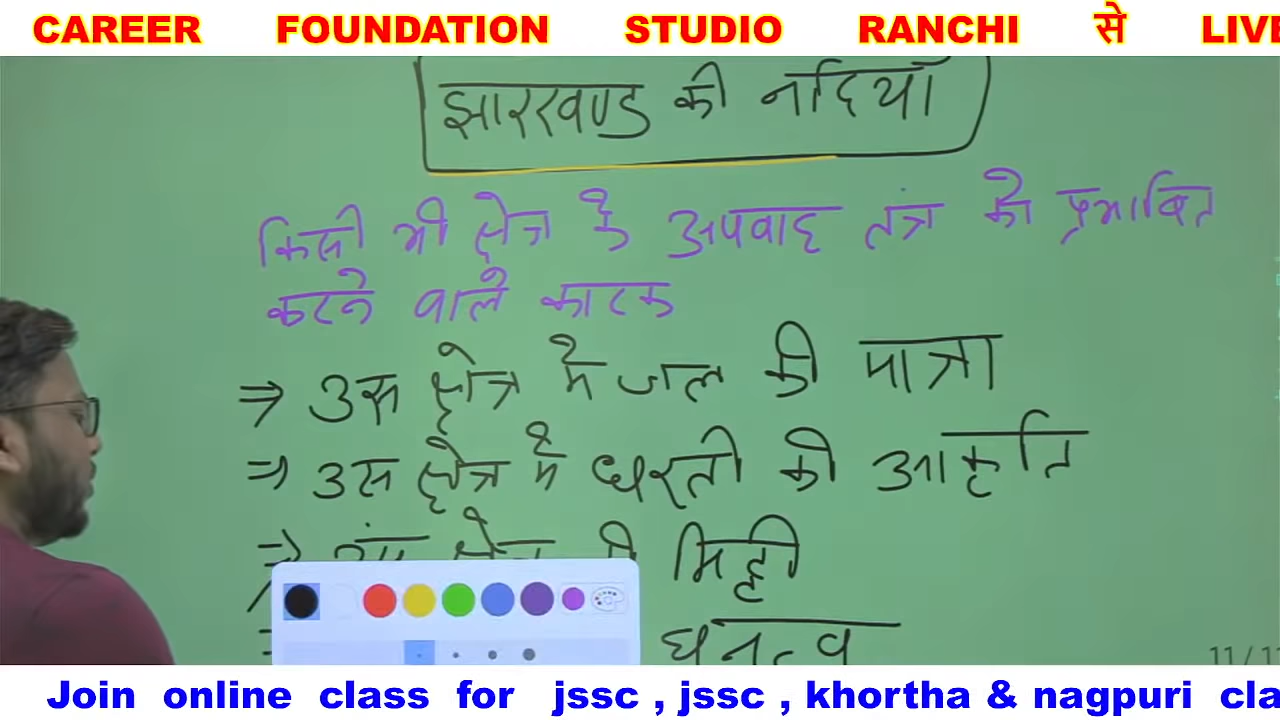 CAREER FOUNDATION STUDIO RANCHI से LIVE
झारखण्ड की नदियाँ
किसी भी क्षेत्र के अपवाह तंत्र को प्रभावित
करने वाले कारक
⇒ उस क्षेत्र में जल की मात्रा
⇒ उस क्षेत्र में धरती की आकृति
⇒ क्षेत्र की मिट्टी
घनत्व
Join online class for jssc , jssc , khortha & nagpuri cla